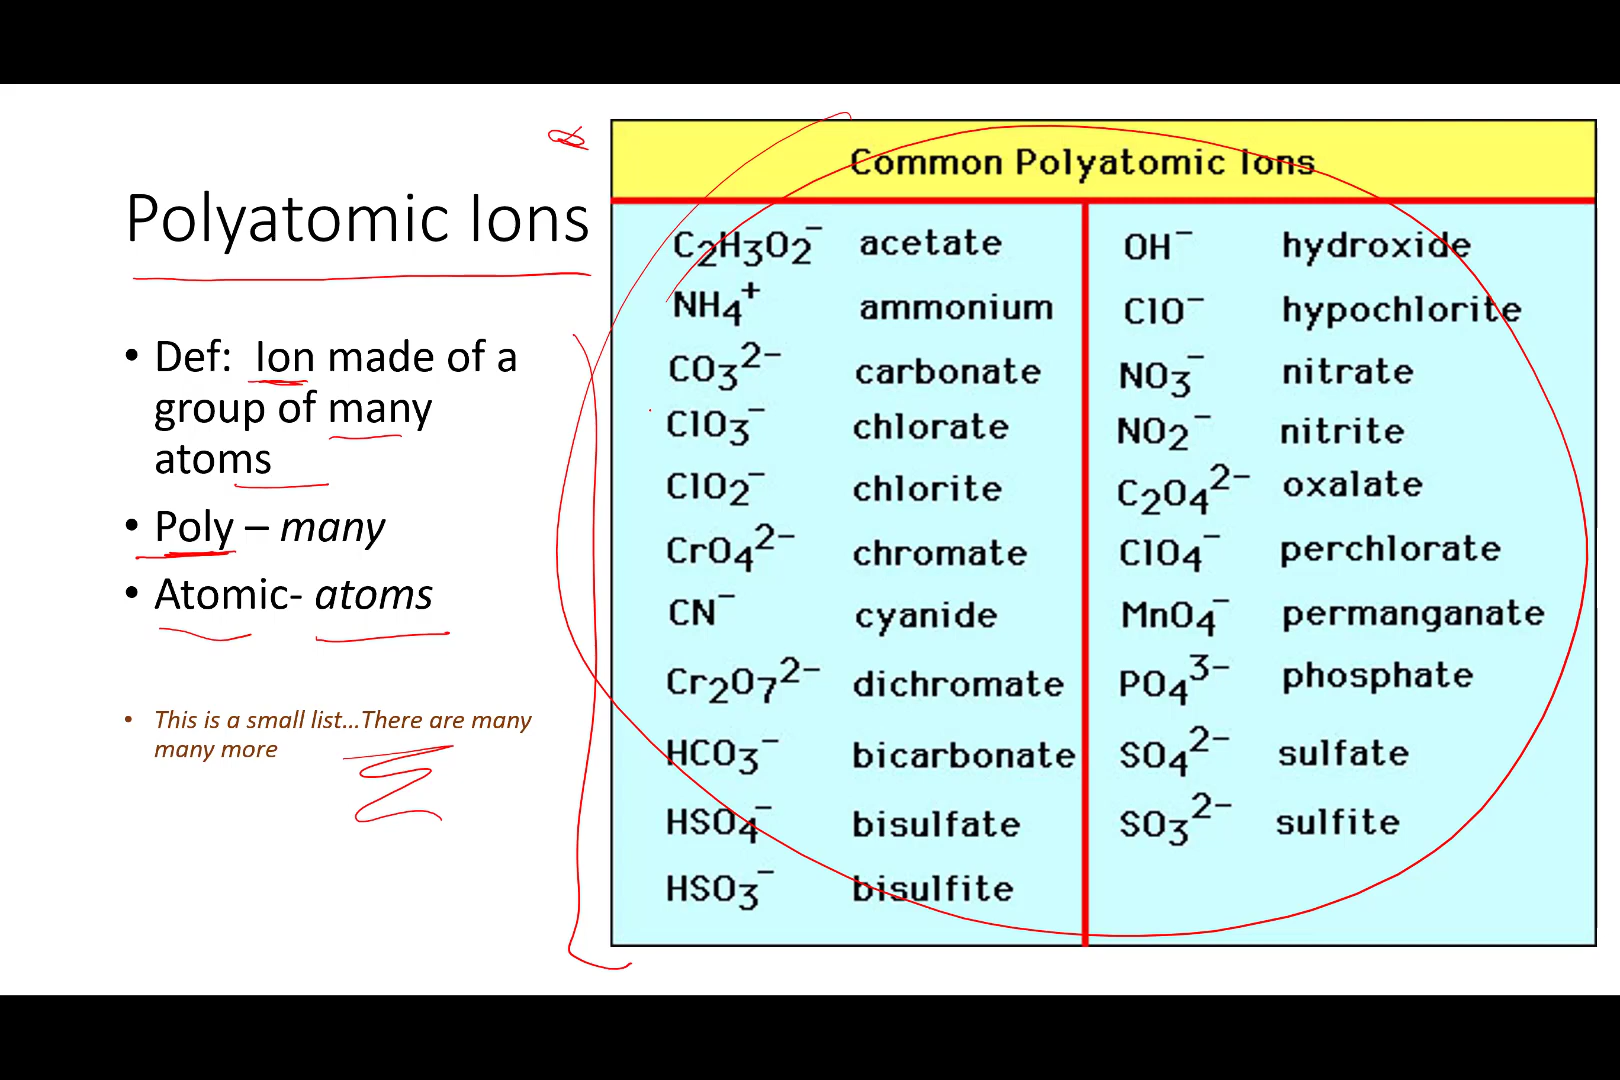 Polyatomic Ions
• Def:  Ion made of a
group of many
atoms
• Poly – many
• Atomic- atoms
• This is a small list...There are many
many more
Common Polyatomic Ions
C₂H₃O₂⁻ acetate
NH₄⁺ ammonium
CO₃²⁻ carbonate
ClO₃⁻ chlorate
ClO₂⁻ chlorite
CrO₄²⁻ chromate
CN⁻ cyanide
Cr₂O₇²⁻ dichromate
HCO₃⁻ bicarbonate
HSO₄⁻ bisulfate
HSO₃⁻ bisulfite
OH⁻ hydroxide
ClO⁻ hypochlorite
NO₃⁻ nitrate
NO₂⁻ nitrite
C₂O₄²⁻ oxalate
ClO₄⁻ perchlorate
MnO₄⁻ permanganate
PO₄³⁻ phosphate
SO₄²⁻ sulfate
SO₃²⁻ sulfite